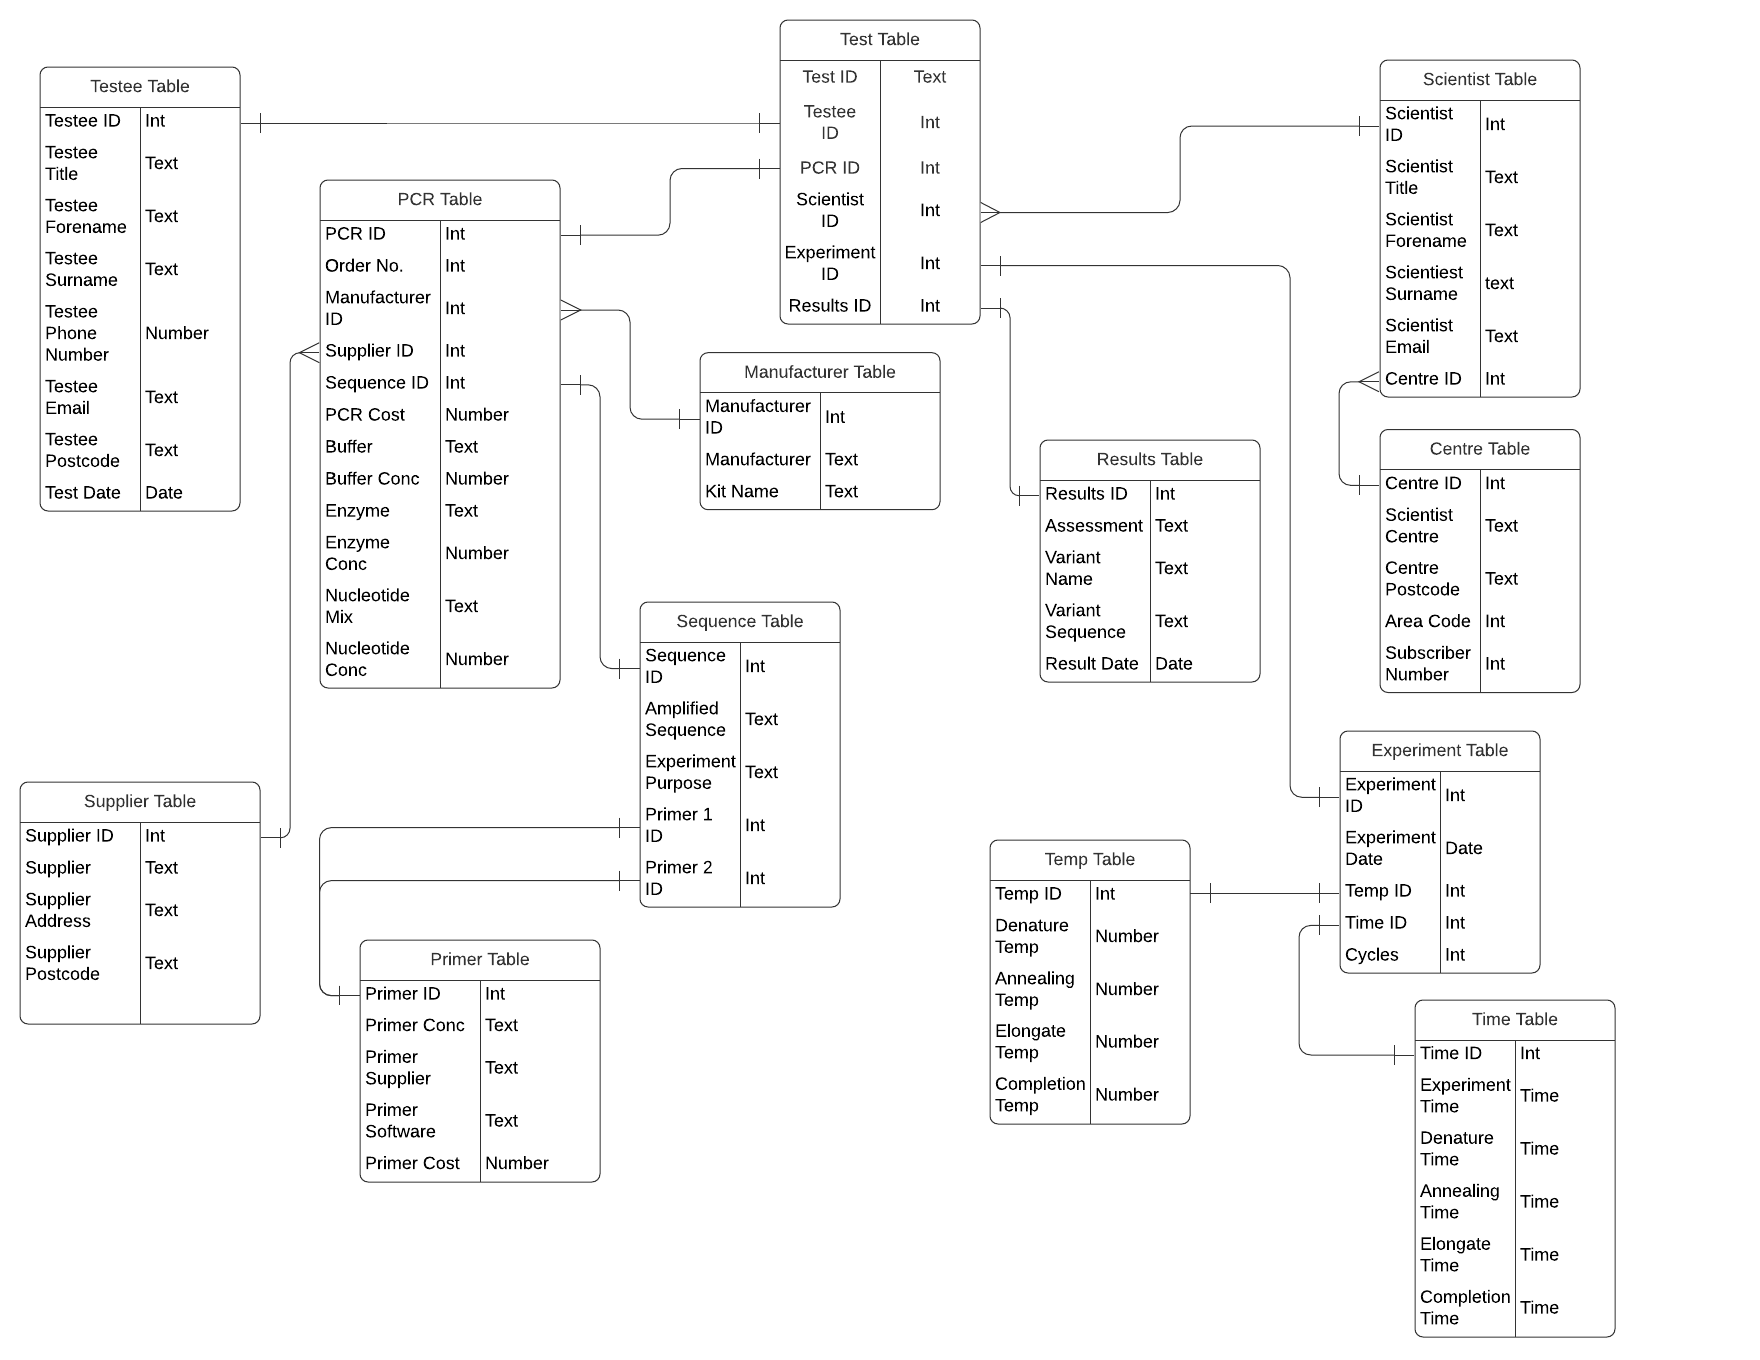 Test Table
Test ID Text
Testee
ID Int
PCR ID Int
Scientist
ID Int
Experiment
ID Int
Results ID Int
Testee Table
Testee ID Int
Testee
Title Text
Testee
Forename Text
Testee
Surname Text
Testee
Phone
Number Number
Testee
Email Text
Testee
Postcode Text
Test Date Date
PCR Table
PCR ID Int
Order No. Int
Manufacturer
ID Int
Supplier ID Int
Sequence ID Int
PCR Cost Number
Buffer Text
Buffer Conc Number
Enzyme Text
Enzyme
Conc Number
Nucleotide
Mix Text
Nucleotide
Conc Number
Scientist Table
Scientist
ID Int
Scientist
Title Text
Scientist
Forename Text
Scientiest
Surname text
Scientist
Email Text
Centre ID Int
Manufacturer Table
Manufacturer
ID Int
Manufacturer Text
Kit Name Text
Results Table
Results ID Int
Assessment Text
Variant
Name Text
Variant
Sequence Text
Result Date Date
Centre Table
Centre ID Int
Scientist
Centre Text
Centre
Postcode Text
Area Code Int
Subscriber
Number Int
Sequence Table
Sequence
ID Int
Amplified
Sequence Text
Experiment
Purpose Text
Primer 1
ID Int
Primer 2
ID Int
Supplier Table
Supplier ID Int
Supplier Text
Supplier
Address Text
Supplier
Postcode Text
Experiment Table
Experiment
ID Int
Experiment
Date Date
Temp ID Int
Time ID Int
Cycles Int
Temp Table
Temp ID Int
Denature
Temp Number
Annealing
Temp Number
Elongate
Temp Number
Completion
Temp Number
Primer Table
Primer ID Int
Primer Conc Text
Primer
Supplier Text
Primer
Software Text
Primer Cost Number
Time Table
Time ID Int
Experiment
Time Time
Denature
Time Time
Annealing
Time Time
Elongate
Time Time
Completion
Time Time